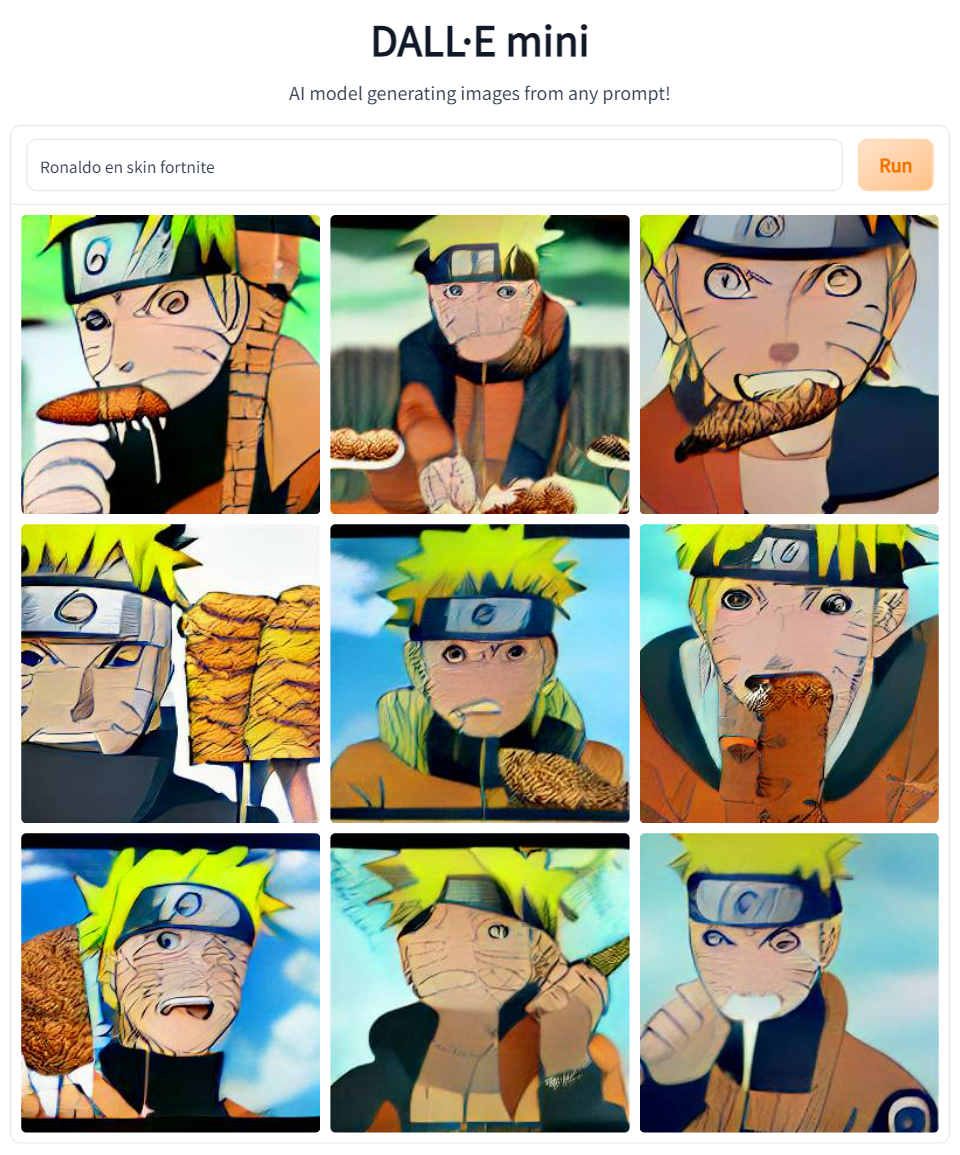 DALL·E mini
AI model generating images from any prompt!
Ronaldo en skin fortnite
Run